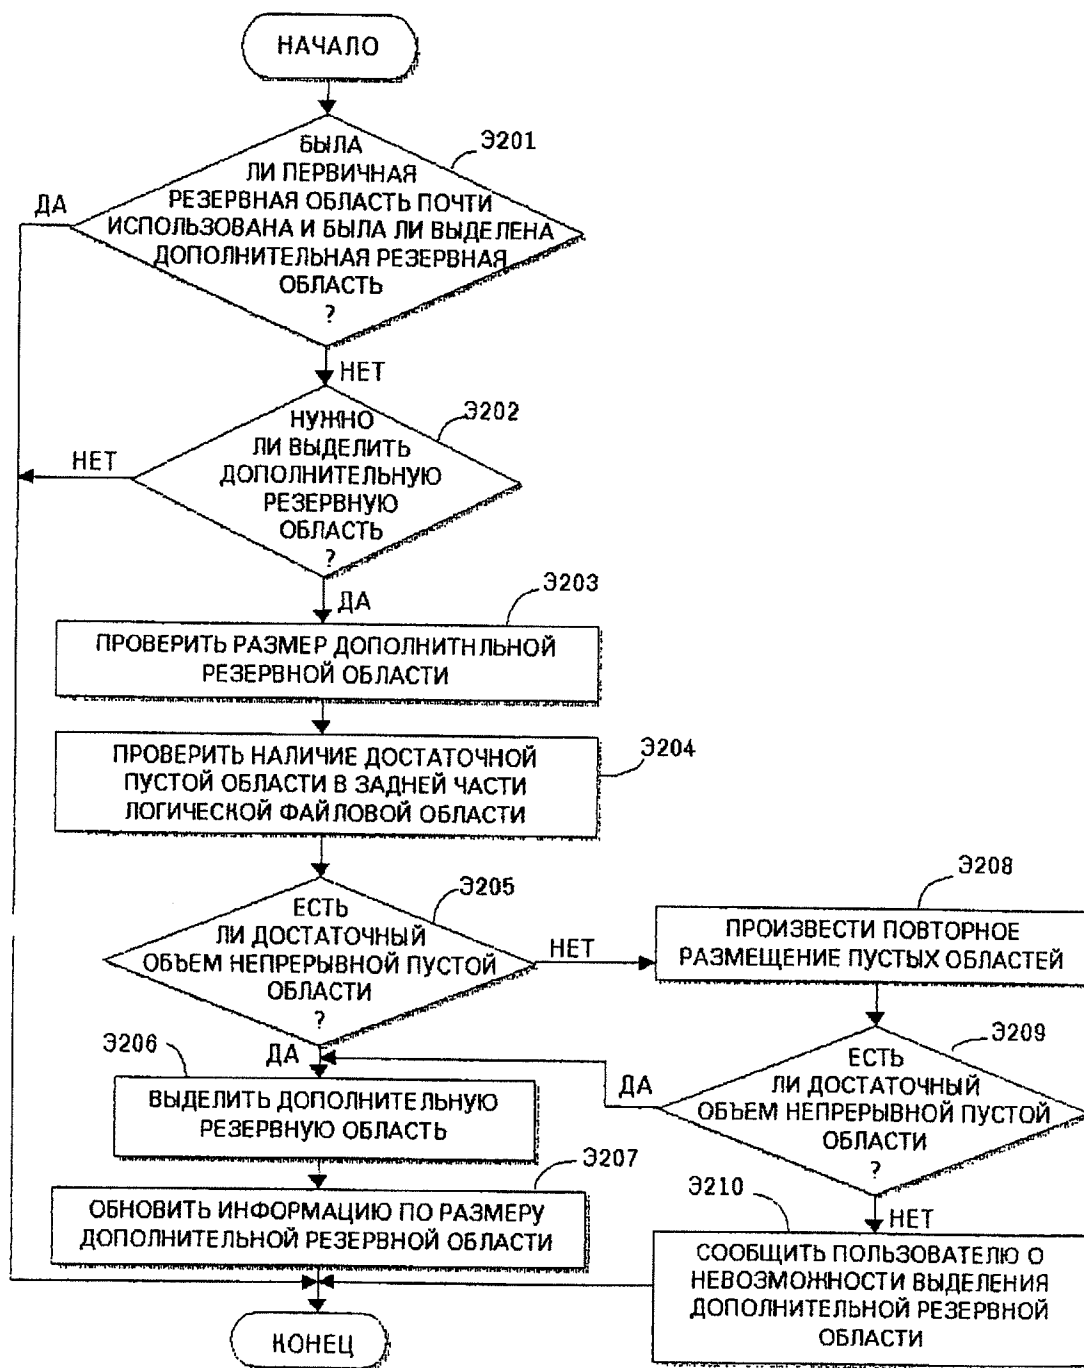 НАЧАЛО
Э201
БЫЛА
ЛИ ПЕРВИЧНАЯ
РЕЗЕРВНАЯ ОБЛАСТЬ ПОЧТИ
ИСПОЛЬЗОВАНА И БЫЛА ЛИ ВЫДЕЛЕНА
ДОПОЛНИТЕЛЬНАЯ РЕЗЕРВНАЯ
ОБЛАСТЬ
?
ДА
НЕТ
Э202
НУЖНО
ЛИ ВЫДЕЛИТЬ
ДОПОЛНИТЕЛЬНУЮ
РЕЗЕРВНУЮ
ОБЛАСТЬ
?
НЕТ
ДА
Э203
ПРОВЕРИТЬ РАЗМЕР ДОПОЛНИТНЛЬНОЙ
РЕЗЕРВНОЙ ОБЛАСТИ
Э204
ПРОВЕРИТЬ НАЛИЧИЕ ДОСТАТОЧНОЙ
ПУСТОЙ ОБЛАСТИ В ЗАДНЕЙ ЧАСТИ
ЛОГИЧЕСКОЙ ФАЙЛОВОЙ ОБЛАСТИ
Э205
ЕСТЬ
ЛИ ДОСТАТОЧНЫЙ
ОБЪЕМ НЕПРЕРЫВНОЙ ПУСТОЙ
ОБЛАСТИ
?
НЕТ
ДА
Э208
ПРОИЗВЕСТИ ПОВТОРНОЕ
РАЗМЕЩЕНИЕ ПУСТЫХ ОБЛАСТЕЙ
Э209
ЕСТЬ
ЛИ ДОСТАТОЧНЫЙ
ОБЪЕМ НЕПРЕРЫВНОЙ ПУСТОЙ
ОБЛАСТИ
?
ДА
НЕТ
Э206
ВЫДЕЛИТЬ ДОПОЛНИТЕЛЬНУЮ
РЕЗЕРВНУЮ ОБЛАСТЬ
Э207
ОБНОВИТЬ ИНФОРМАЦИЮ ПО РАЗМЕРУ
ДОПОЛНИТЕЛЬНОЙ РЕЗЕРВНОЙ ОБЛАСТИ
Э210
СООБЩИТЬ ПОЛЬЗОВАТЕЛЮ О
НЕВОЗМОЖНОСТИ ВЫДЕЛЕНИЯ
ДОПОЛНИТЕЛЬНОЙ РЕЗЕРВНОЙ
ОБЛАСТИ
КОНЕЦ